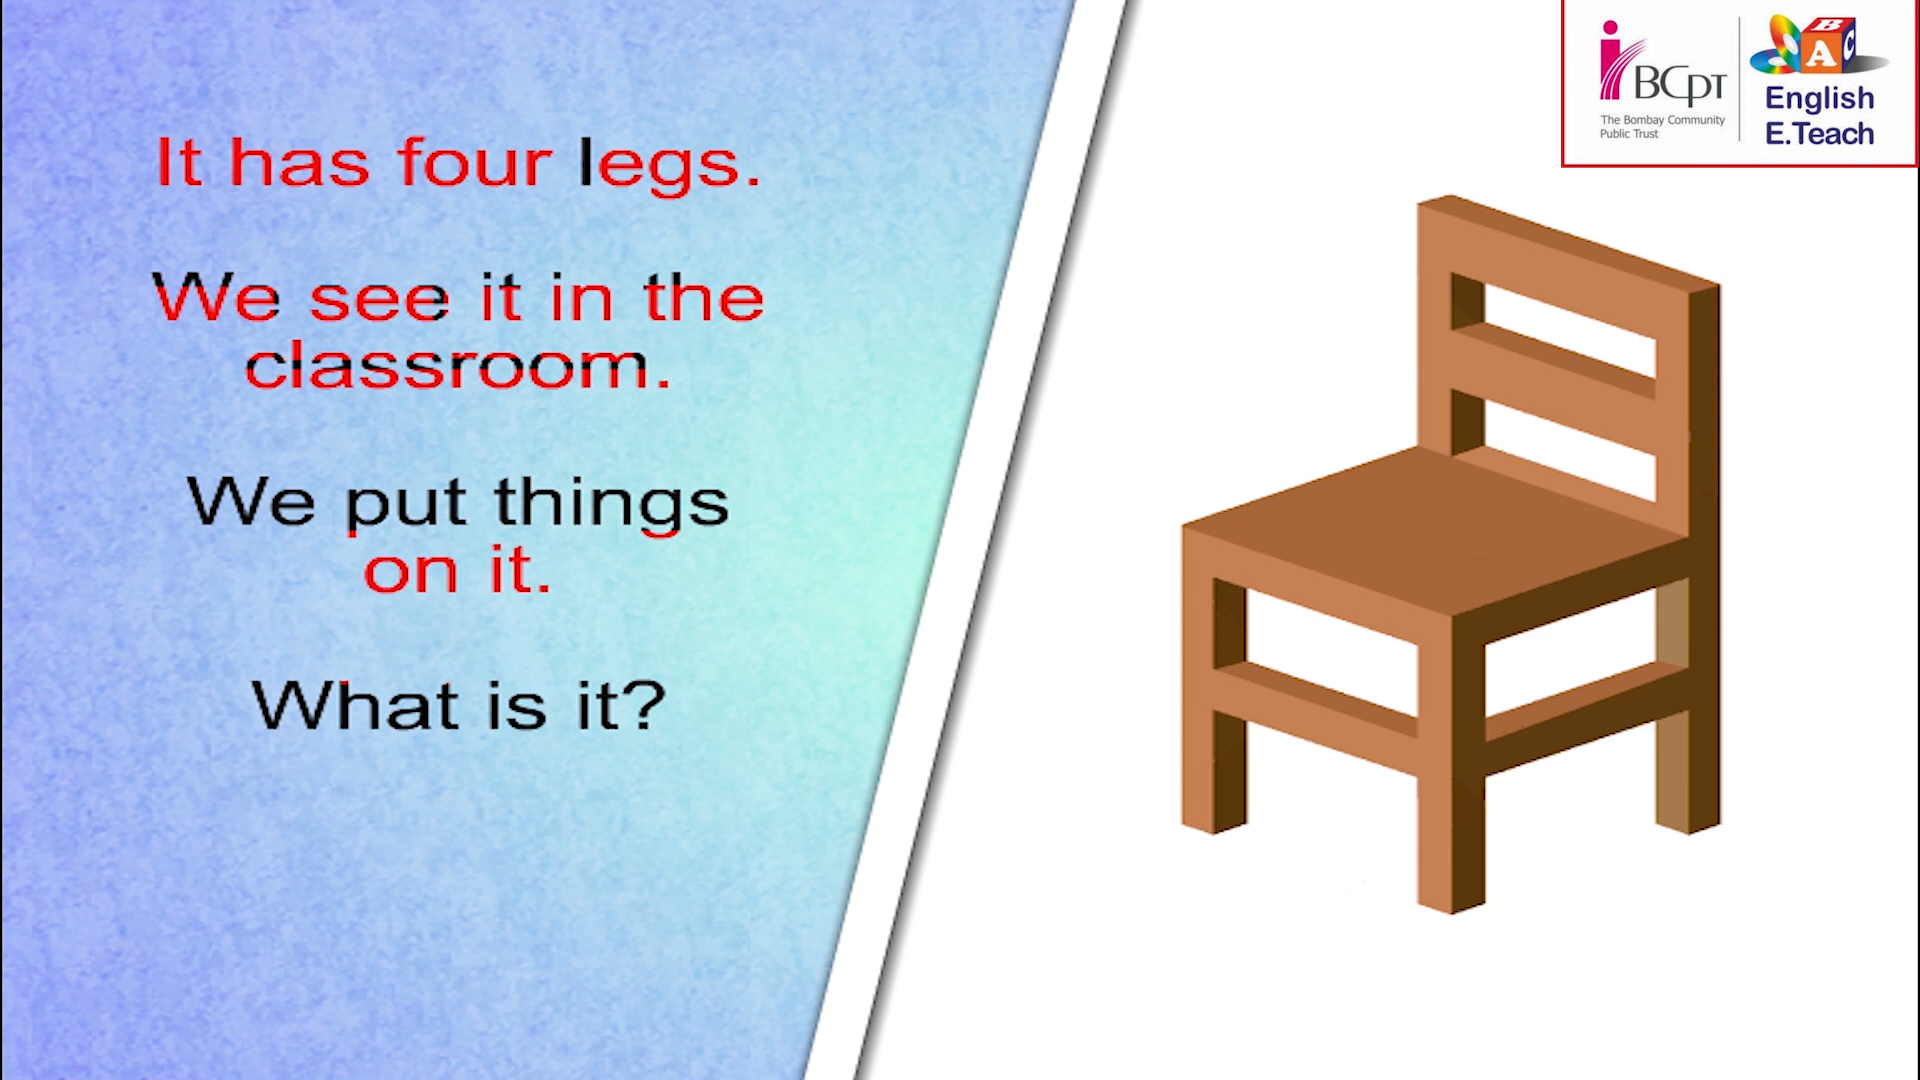 It has four legs.
We see it in the
classroom.
We put things
on it.
What is it?
BCPT
The Bombay Community
Public Trust
B
A
C
English
E.Teach